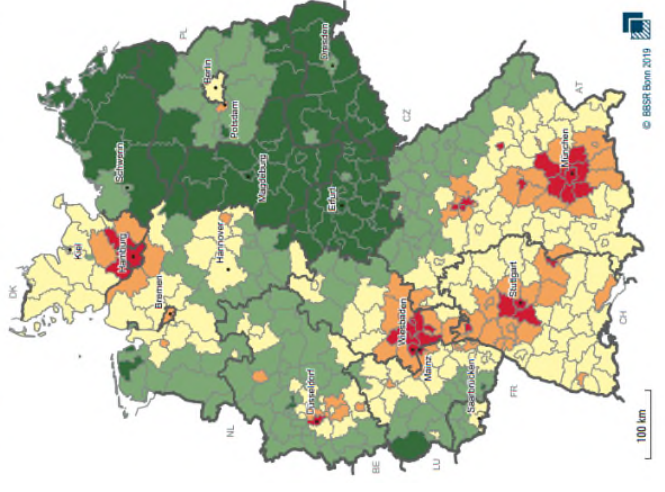 DK
Kiel
Schwerin
Hamburg
Bremen
PL
Berlin
Potsdam
Hannover
Magdeburg
NL
Düsseldorf
Erfurt
Dresden
BE
Wiesbaden
Mainz
LU
CZ
Saarbrücken
FR
Stuttgart
München
AT
CH
100 km
© BBSR Bonn 2019